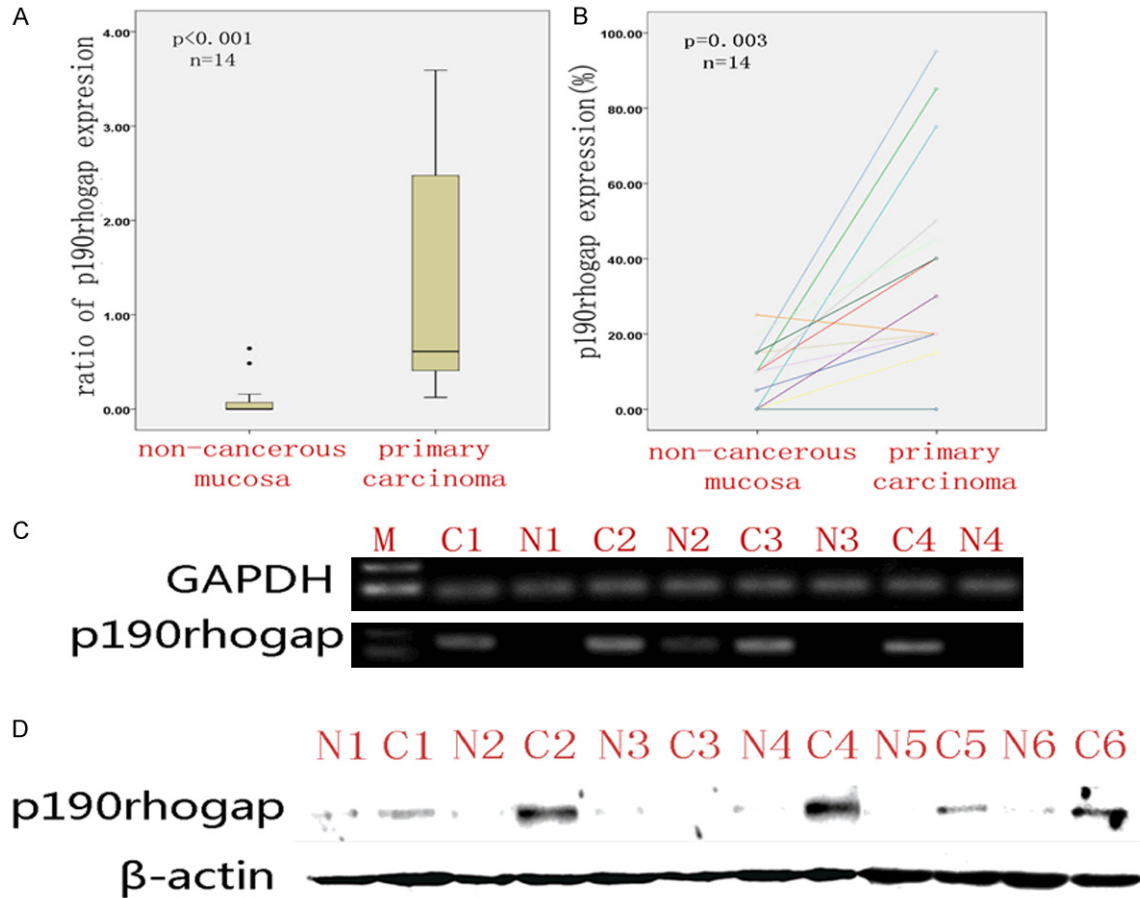 A
ratio of p190rhogap expresion
4.00
3.00
2.00
1.00
0.00
p<0.001
n=14
non-cancerous
mucosa
primary
carcinoma
B
p190rhogap expression(%)
100.00
80.00
60.00
40.00
20.00
0.00
p=0.003
n=14
non-cancerous
mucosa
primary
carcinoma
C
M C1 N1 C2 N2 C3 N3 C4 N4
GAPDH
p190rhogap
D
N1 C1 N2 C2 N3 C3 N4 C4 N5 C5 N6 C6
p190rhogap
β-actin